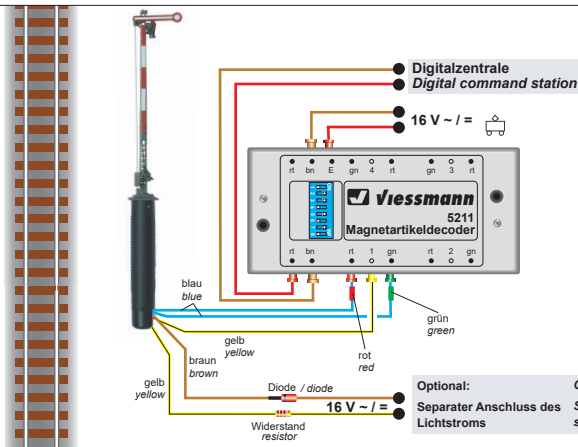 Digitalzentrale
Digital command station
16 V ~ / =
rt bn E gn 4 rt gn 3 rt
Viessmann
5211
Magnetartikeldecoder
rt bn rt 1 gn rt 2 gn
blau
blue
grün
green
gelb
yellow
rot
red
braun
brown
gelb
yellow
Diode / diode
16 V ~ / =
Widerstand
resistor
Optional:
Separater Anschluss des
Lichtstroms